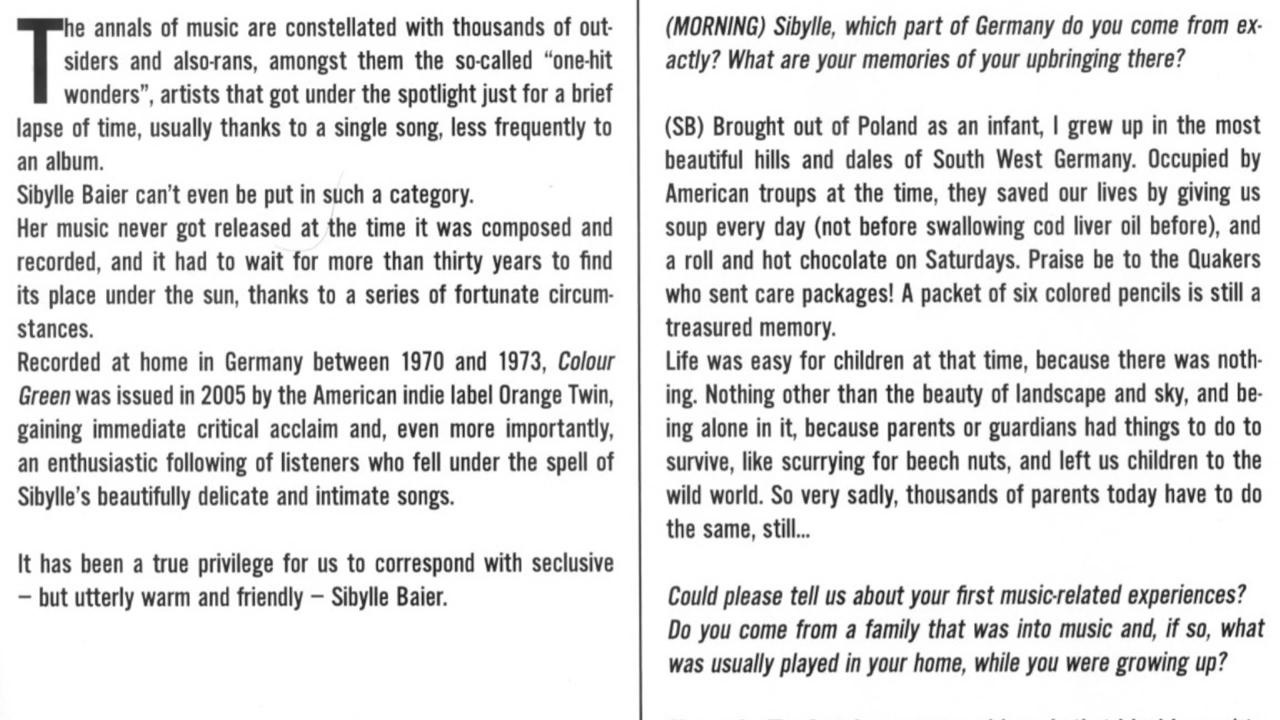 The annals of music are constellated with thousands of out-
siders and also-rans, amongst them the so-called “one-hit
wonders”, artists that got under the spotlight just for a brief
lapse of time, usually thanks to a single song, less frequently to
an album.
Sibylle Baier can’t even be put in such a category.
Her music never got released at the time it was composed and
recorded, and it had to wait for more than thirty years to find
its place under the sun, thanks to a series of fortunate circum-
stances.
Recorded at home in Germany between 1970 and 1973, Colour
Green was issued in 2005 by the American indie label Orange Twin,
gaining immediate critical acclaim and, even more importantly,
an enthusiastic following of listeners who fell under the spell of
Sibylle’s beautifully delicate and intimate songs.
It has been a true privilege for us to correspond with seclusive
– but utterly warm and friendly – Sibylle Baier.
(MORNING) Sibylle, which part of Germany do you come from ex-
actly? What are your memories of your upbringing there?
(SB) Brought out of Poland as an infant, I grew up in the most
beautiful hills and dales of South West Germany. Occupied by
American troups at the time, they saved our lives by giving us
soup every day (not before swallowing cod liver oil before), and
a roll and hot chocolate on Saturdays. Praise be to the Quakers
who sent care packages! A packet of six colored pencils is still a
treasured memory.
Life was easy for children at that time, because there was noth-
ing. Nothing other than the beauty of landscape and sky, and be-
ing alone in it, because parents or guardians had things to do to
survive, like scurrying for beech nuts, and left us children to the
wild world. So very sadly, thousands of parents today have to do
the same, still...
Could please tell us about your first music-related experiences?
Do you come from a family that was into music and, if so, what
was usually played in your home, while you were growing up?